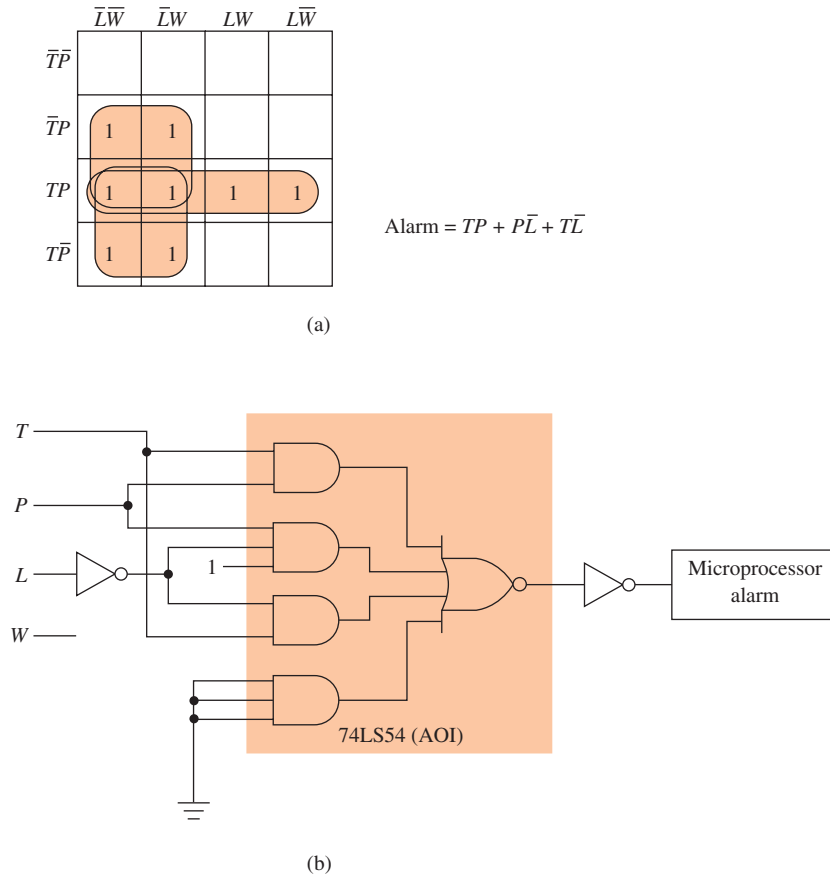 L̅W̅ L̅W LW LW̅
T̅P̅
T̅P 1 1
TP 1 1 1 1
TP̅ 1 1
Alarm = TP + PL̅ + TL̅
(a)
T
P
L
1
W
Microprocessor
alarm
74LS54 (AOI)
(b)